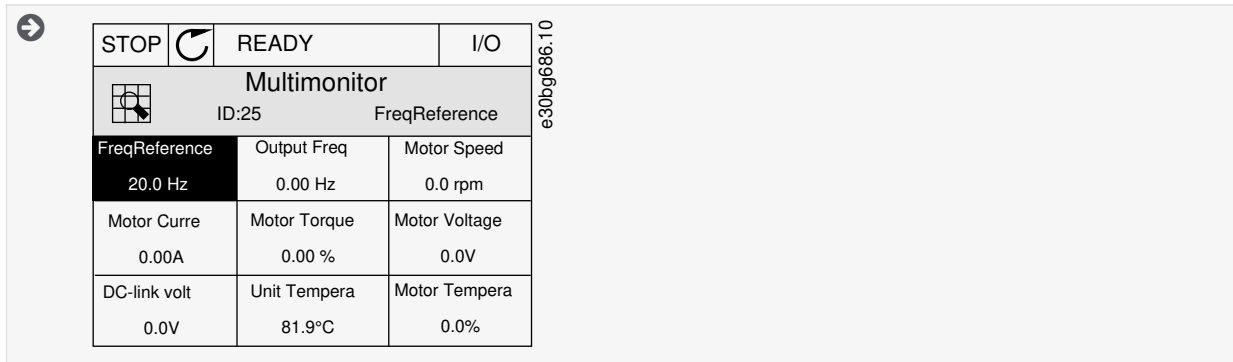 STOP READY I/O
Multimonitor
ID:25 FreqReference
FreqReference Output Freq Motor Speed
20.0 Hz 0.00 Hz 0.0 rpm
Motor Curre Motor Torque Motor Voltage
0.00A 0.00 % 0.0V
DC-link volt Unit Tempera Motor Tempera
0.0V 81.9°C 0.0%
e30bg686.10